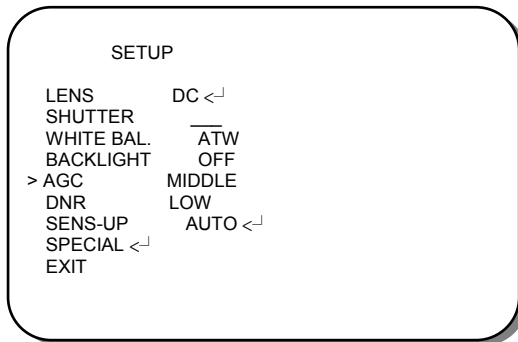 SETUP
LENS DC <┘
SHUTTER ___
WHITE BAL. ATW
BACKLIGHT OFF
> AGC MIDDLE
DNR LOW
SENS-UP AUTO <┘
SPECIAL <┘
EXIT